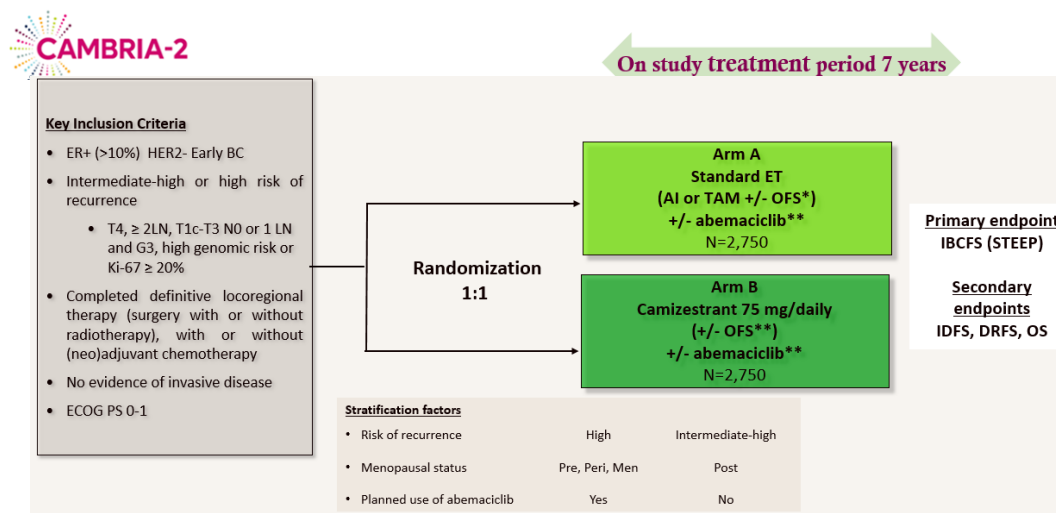 CAMBRIA-2
On study treatment period 7 years
Key Inclusion Criteria
• ER+ (>10%) HER2- Early BC
• Intermediate-high or high risk of
recurrence
• T4, ≥ 2LN, T1c-T3 N0 or 1 LN
and G3, high genomic risk or
Ki-67 ≥ 20%
• Completed definitive locoregional
therapy (surgery with or without
radiotherapy), with or without
(neo)adjuvant chemotherapy
• No evidence of invasive disease
• ECOG PS 0-1
Randomization
1:1
Arm A
Standard ET
(AI or TAM +/- OFS*)
+/- abemaciclib**
N=2,750
Arm B
Camizestrant 75 mg/daily
(+/- OFS**)
+/- abemaciclib**
N=2,750
Primary endpoint
IBCFS (STEEP)
Secondary
endpoints
IDFS, DRFS, OS
Stratification factors
• Risk of recurrence High Intermediate-high
• Menopausal status Pre, Peri, Men Post
• Planned use of abemaciclib Yes No